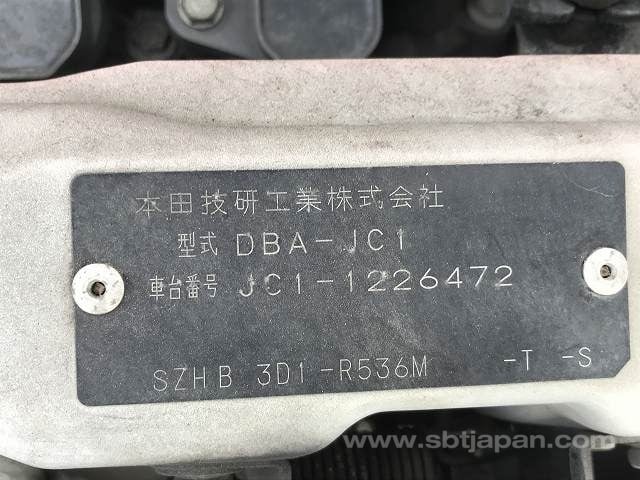 本田技研工業株式会社
型式 DBA-JC1
車台番号 JC1-1226472
SZHB 3D1-R536M -T -S
www.sbtjapan.com